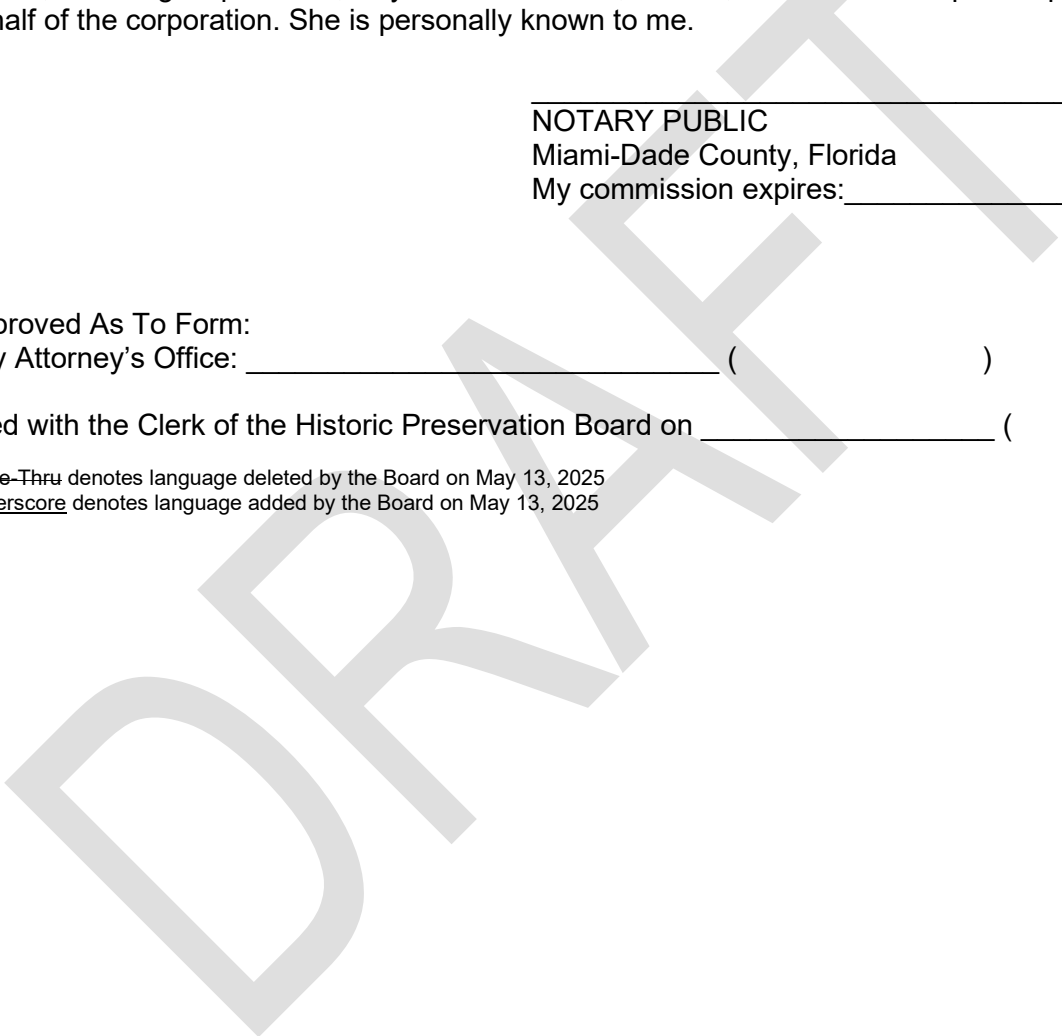 half of the corporation. She is personally known to me.
NOTARY PUBLIC
Miami-Dade County, Florida
My commission expires:
proved As To Form:
y Attorney’s Office: ( )
ed with the Clerk of the Historic Preservation Board on (
e-Thru denotes language deleted by the Board on May 13, 2025
erscore denotes language added by the Board on May 13, 2025
DRAFT